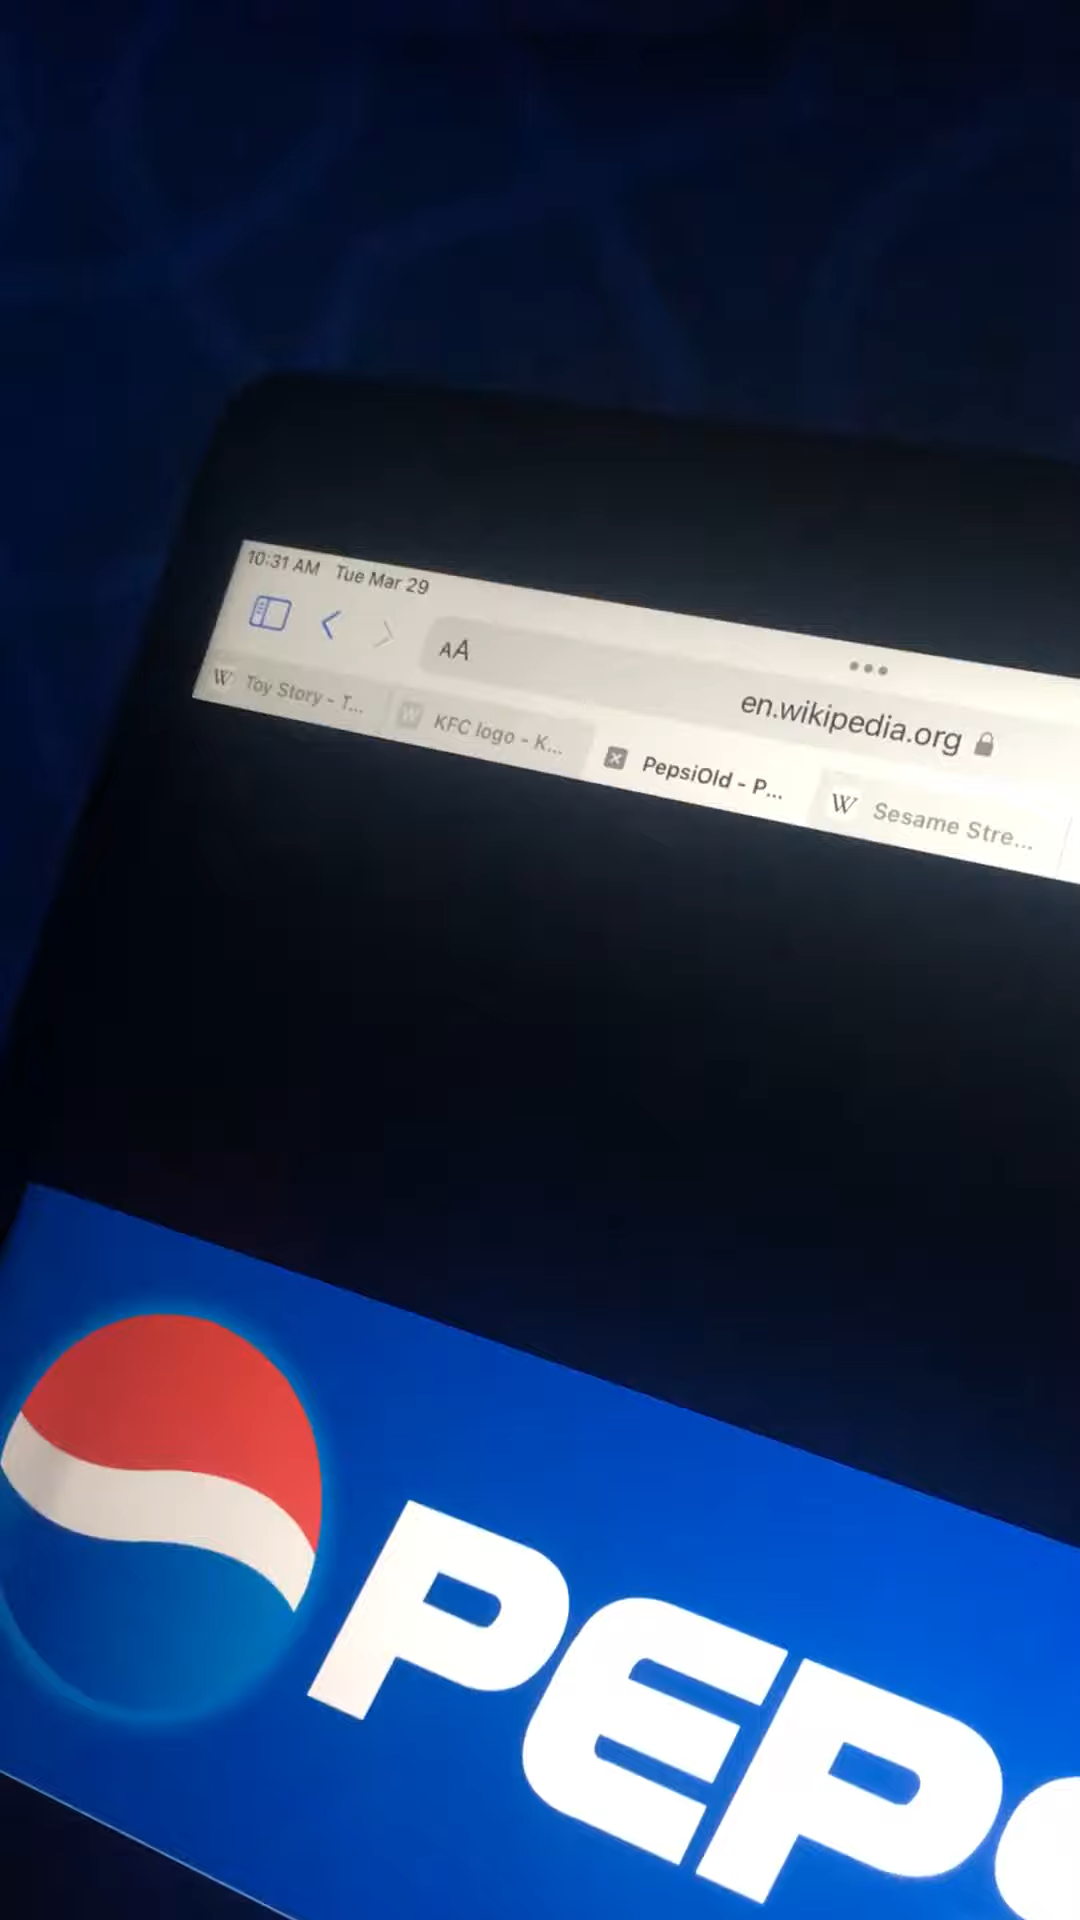 10:31 AM Tue Mar 29
AA
en.wikipedia.org
W Toy Story - T...
W KFC logo - K...
PepsiOld - P...
W Sesame Stre...
PEP